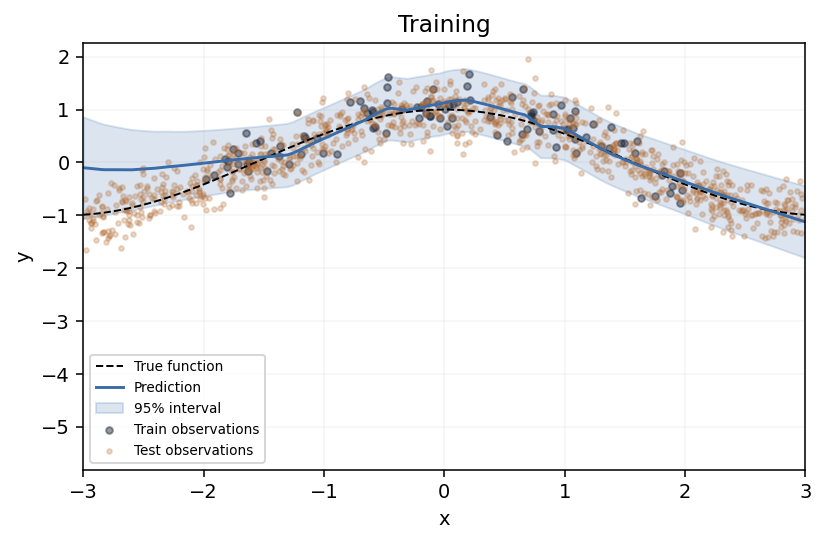 Training
2
1
0
−1
−2
−3
−4
−5
y
True function
Prediction
95% interval
Train observations
Test observations
−3 −2 −1 0 1 2 3
x